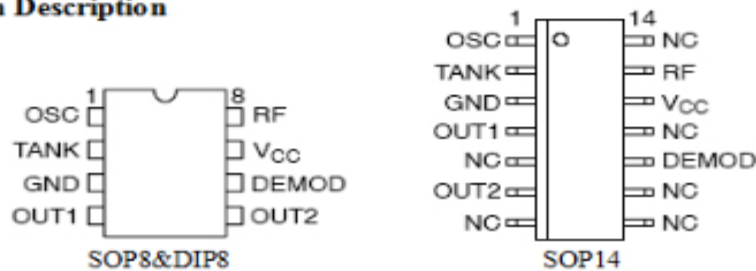 Description
1 8
OSC RF
TANK VCC
GND DEMOD
OUT1 OUT2
SOP8&DIP8
1 14
OSC NC
TANK RF
GND VCC
OUT1 NC
NC DEMOD
OUT2 NC
NC NC
SOP14